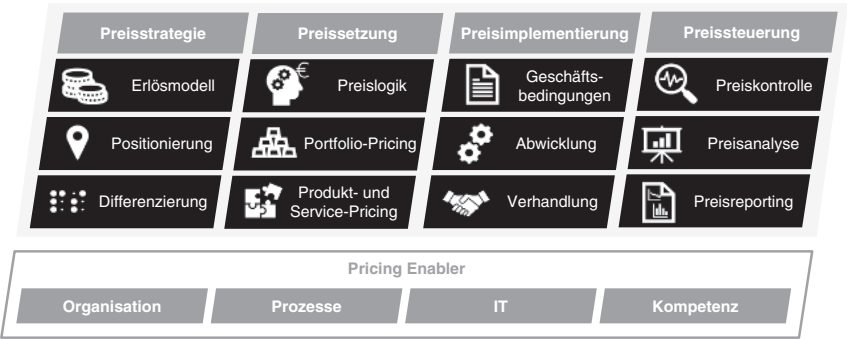 Preisstrategie
Preissetzung
Preisimplementierung
Preissteuerung
Erlösmodell
€
Preislogik
Geschäfts-
bedingungen
Preiskontrolle
Positionierung
Portfolio-Pricing
Abwicklung
Preisanalyse
Differenzierung
Produkt- und
Service-Pricing
Verhandlung
Preisreporting
Pricing Enabler
Organisation
Prozesse
IT
Kompetenz